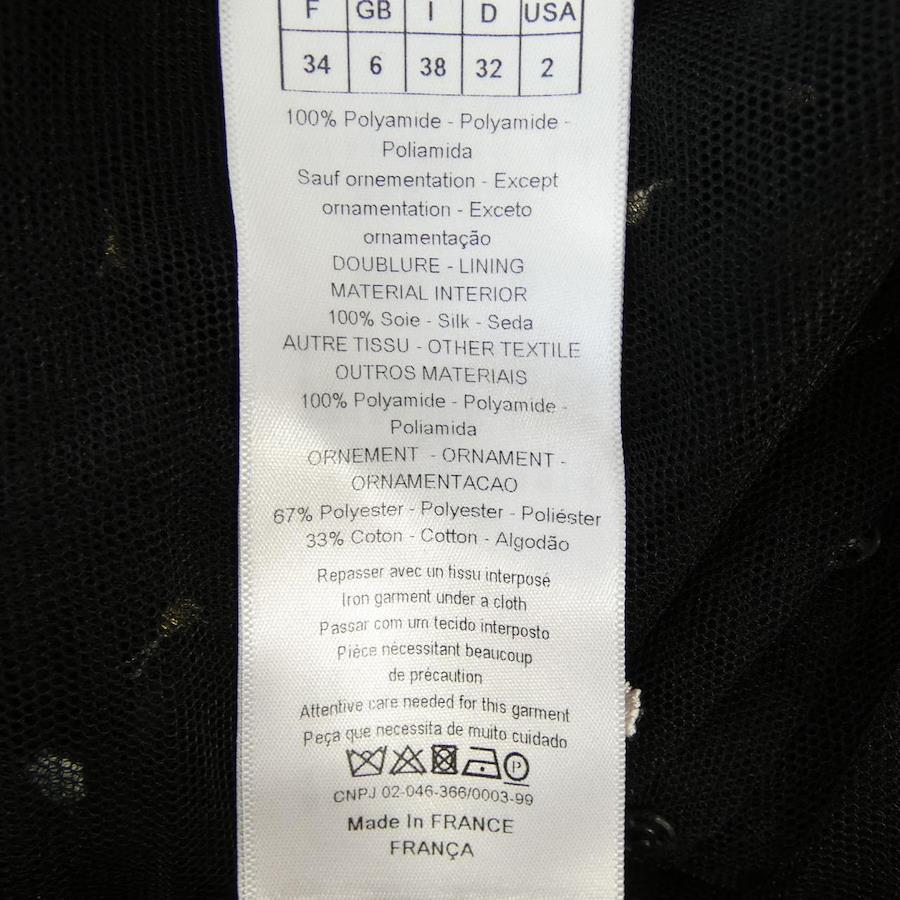 F GB I D USA
34 6 38 32 2
100% Polyamide - Polyamide -
Poliamida
Sauf ornementation - Except
ornamentation - Exceto
ornamentação
DOUBLURE - LINING
MATERIAL INTERIOR
100% Soie - Silk - Seda
AUTRE TISSU - OTHER TEXTILE
OUTROS MATERIAIS
100% Polyamide - Polyamide -
Poliamida
ORNEMENT - ORNAMENT -
ORNAMENTACAO
67% Polyester - Polyester - Poliéster
33% Coton - Cotton - Algodão
Repasser avec un tissu interposé
Iron garment under a cloth
Passar com um tecido interposto
Pièce nécessitant beaucoup
de précaution
Attentive care needed for this garment
Peça que necessita de muito cuidado
P
CNPJ 02-046-366/0003-99
Made In FRANCE
FRANÇA